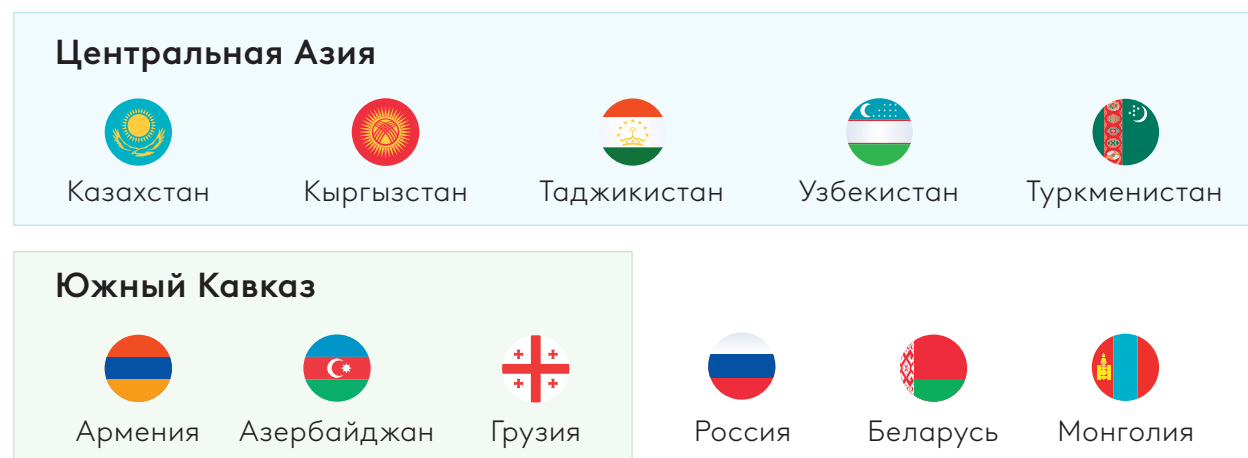 Центральная Азия
Казахстан Кыргызстан Таджикистан Узбекистан Туркменистан
Южный Кавказ
Армения Азербайджан Грузия Россия Беларусь Монголия